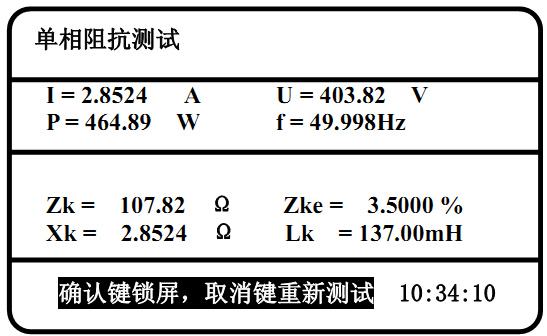 单相阻抗测试
I = 2.8524 A U = 403.82 V
P = 464.89 W f = 49.998Hz
Zk = 107.82 Ω Zke = 3.5000 %
Xk = 2.8524 Ω Lk = 137.00mH
确认键锁屏，取消键重新测试 10:34:10